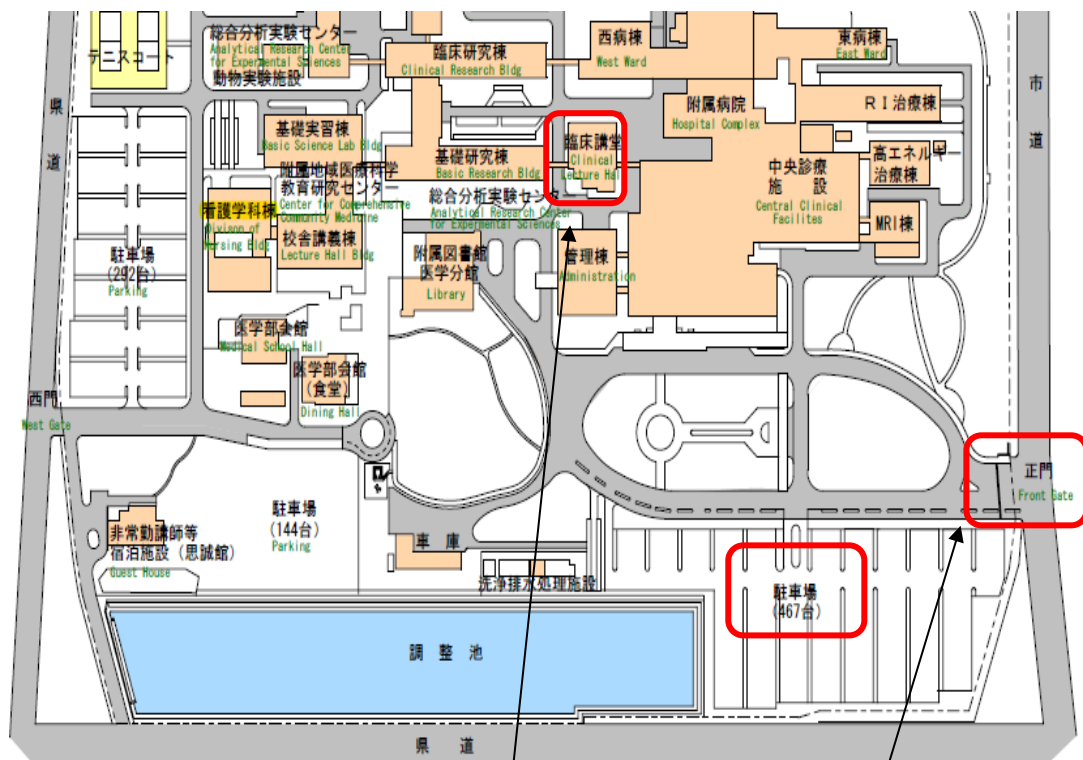 総合分析実験センター
Analytical Research Center
for Expermental Sciences
動物実験施設
テニスコート
臨床研究棟
Clinical Research Bldg
西病棟
West Ward
東病棟
East Ward
県
道
市
道
附属病院
Hospital Complex
ＲＩ治療棟
基礎実習棟
Basic Science Lab Bldg
基礎研究棟
Basic Research Bldg
臨床講堂
Clinical
Lecture Hal
中央診療
施　設
Central Clinical
Facilites
高エネルギー
治療棟
MRI棟
附属地域医療科学
教育研究センター
Center for Comprehensive
Community Medicine
総合分析実験センター
Analytical Research Center
for Expermental Sciences
看護学科棟
Divison of
Nursing Bldg
校舎講義棟
Lecture Hall Bldg
駐車場
(292台)
Parking
附属図書館
医学分館
Library
管理棟
Administration
医学部会館
Medical School Hall
医学部会館
(食堂)
Dining Hall
西門
West Gate
正門
Front Gate
非常勤講師等
宿泊施設（思誠館）
Guest House
駐車場
(144台)
Parking
車　庫
洗浄排水処理施設
駐車場
(467台)
調　整　池
県　道